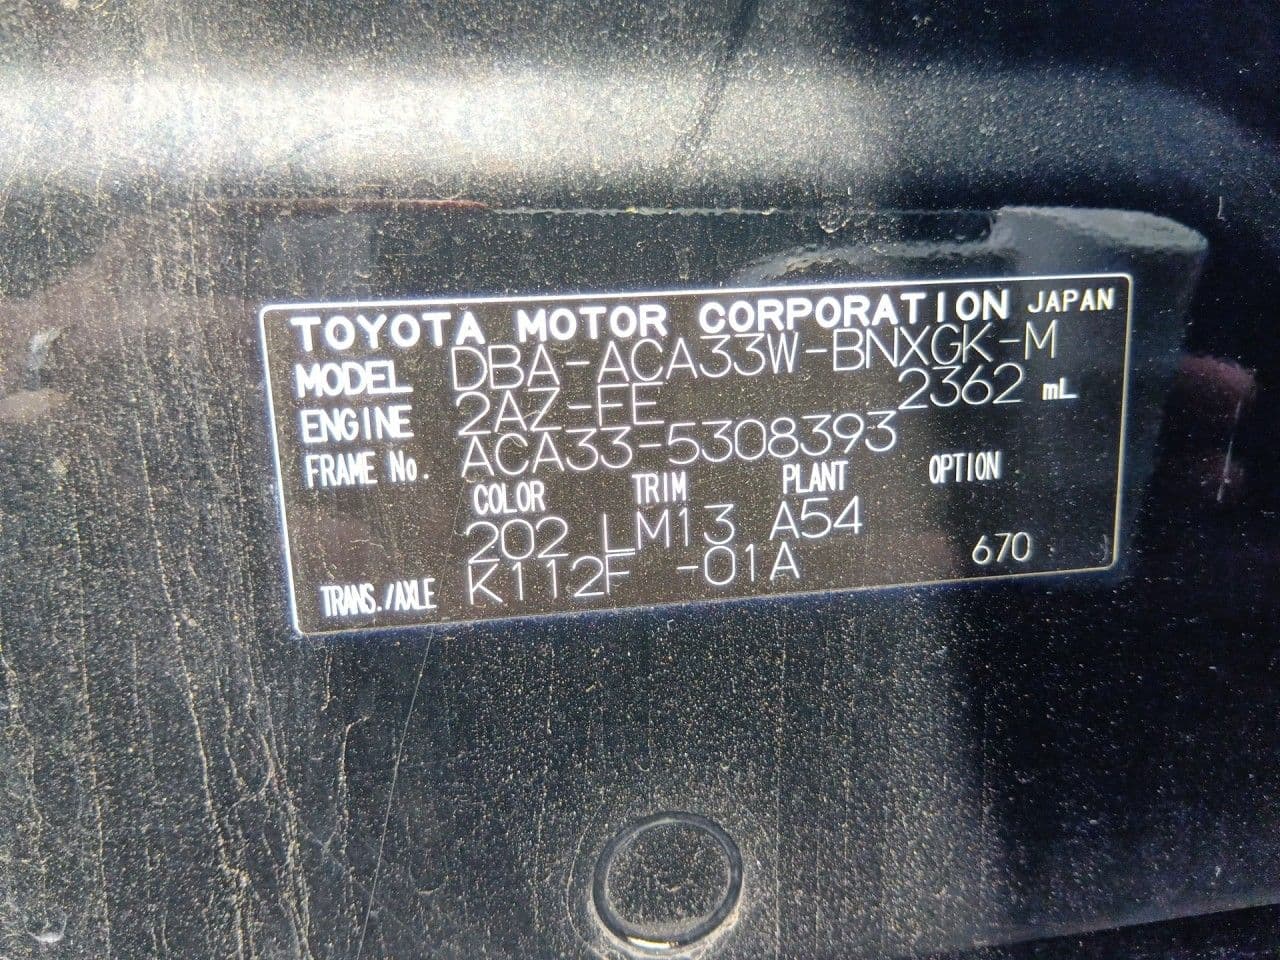 TOYOTA MOTOR CORPORATION JAPAN
MODEL DBA-ACA33W-BNXGK-M
ENGINE 2AZ-FE 2362 mL
FRAME No. ACA33-5308393
COLOR TRIM PLANT OPTION
202 LM13 A54
TRANS./AXLE K112F -01A 670